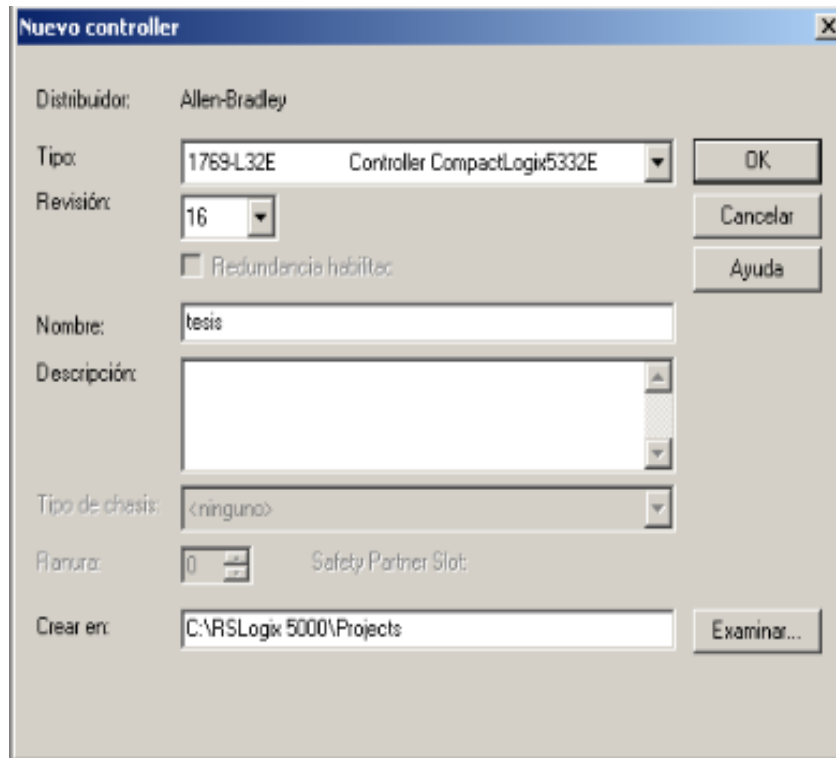 Nuevo controller
Distribuidor: Allen-Bradley
Tipo: 1769-L32E Controller CompactLogix5332E
OK
Revisión: 16
Cancelar
Redundancia habilitac
Ayuda
Nombre: tesis
Descripción:
Tipo de chasis: <ninguno>
Ranura: 0 Safety Partner Slot:
Crear en: C:\RSLogix 5000\Projects
Examinar...